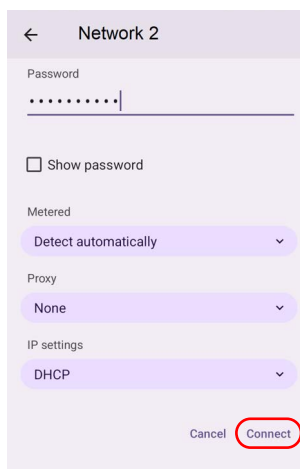 Network 2
Password
••••••••••
Show password
Metered
Detect automatically
Proxy
None
IP settings
DHCP
Cancel Connect